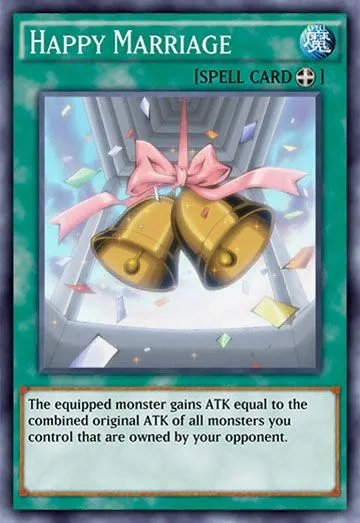 HAPPY MARRIAGE
[SPELL CARD ]
The equipped monster gains ATK equal to the
combined original ATK of all monsters you
control that are owned by your opponent.